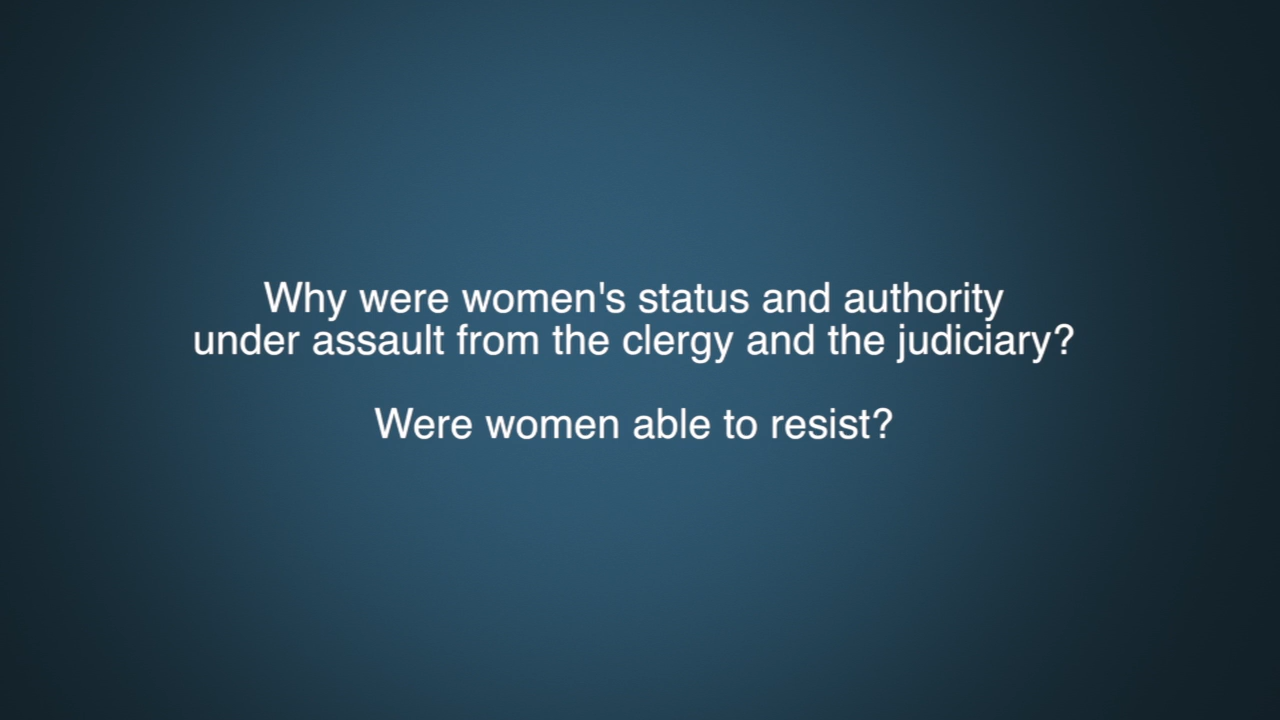 Why were women's status and authority
under assault from the clergy and the judiciary?
Were women able to resist?